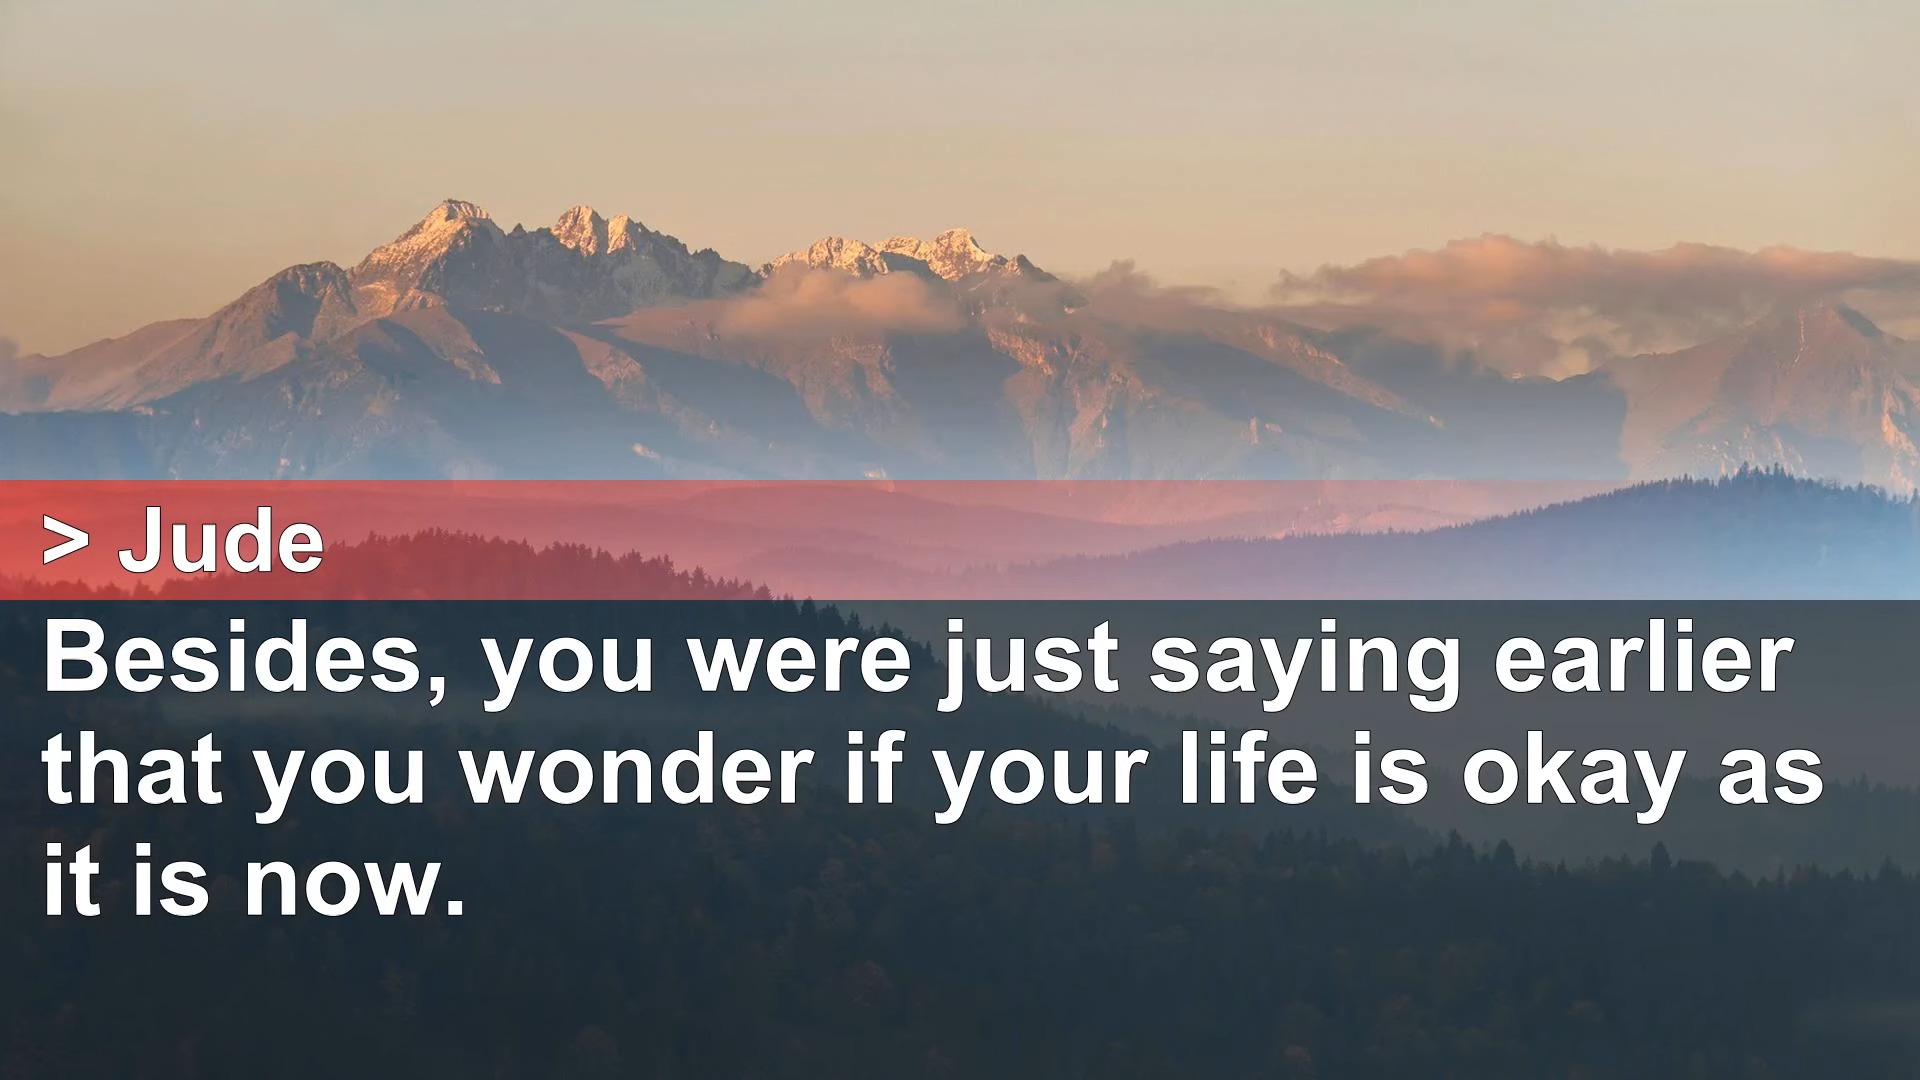 > Jude
Besides, you were just saying earlier
that you wonder if your life is okay as
it is now.